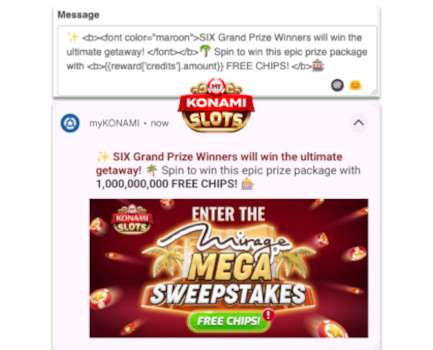 Message
✨ <b><font color="maroon">SIX Grand Prize Winners will win the
ultimate getaway! </font></b>🌴 Spin to win this epic prize package
with <b>{{reward['credits'].amount}} FREE CHIPS! </b>🎰
MY
KONAMI
SLOTS
myKONAMI • now
✨ SIX Grand Prize Winners will win the ultimate
getaway! 🌴 Spin to win this epic prize package with
1,000,000,000 FREE CHIPS! 🎰
MY
KONAMI
SLOTS
ENTER THE
Mirage
MEGA
SWEEPSTAKES
FREE CHIPS!
!